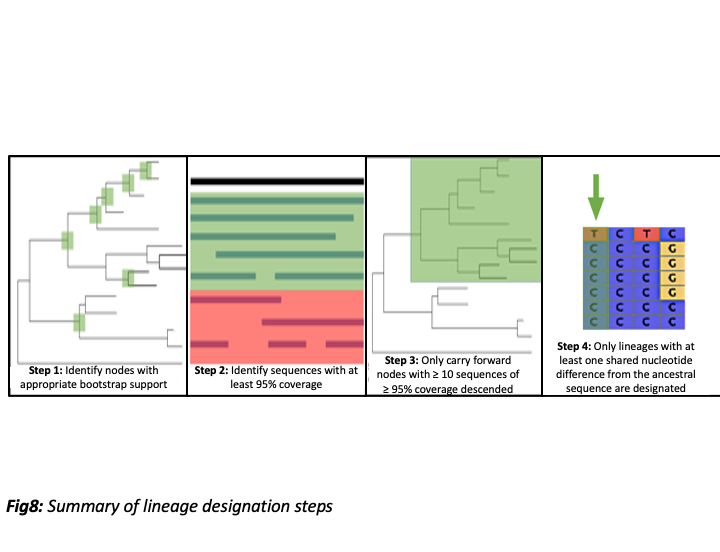 T C T C
C C C G
C C C G
C C C G
C C C G
C C C C
C C C C
Step 1: Identify nodes with
appropriate bootstrap support
Step 2: Identify sequences with at
least 95% coverage
Step 3: Only carry forward
nodes with ≥ 10 sequences of
≥ 95% coverage descended
Step 4: Only lineages with at
least one shared nucleotide
difference from the ancestral
sequence are designated
Fig8: Summary of lineage designation steps